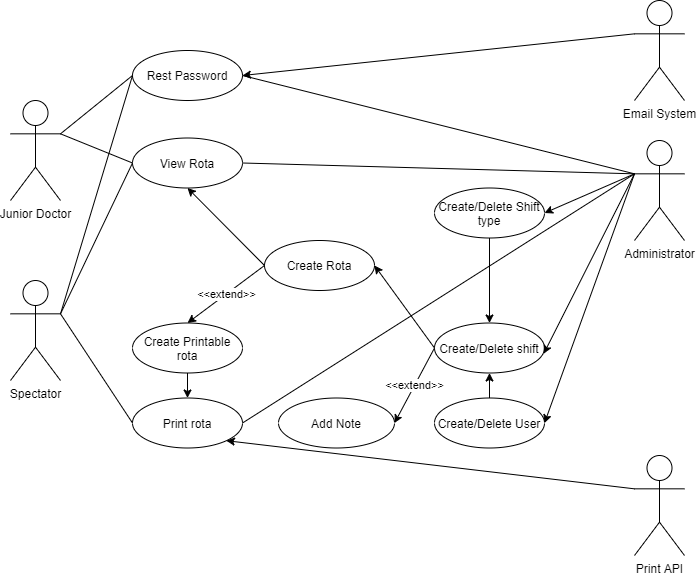 Rest Password
Email System
Junior Doctor
View Rota
Create/Delete Shift
type
Administrator
Create Rota
<<extend>>
Spectator
Create Printable
rota
Create/Delete shift
<<extend>>
Print rota
Add Note
Create/Delete User
Print API